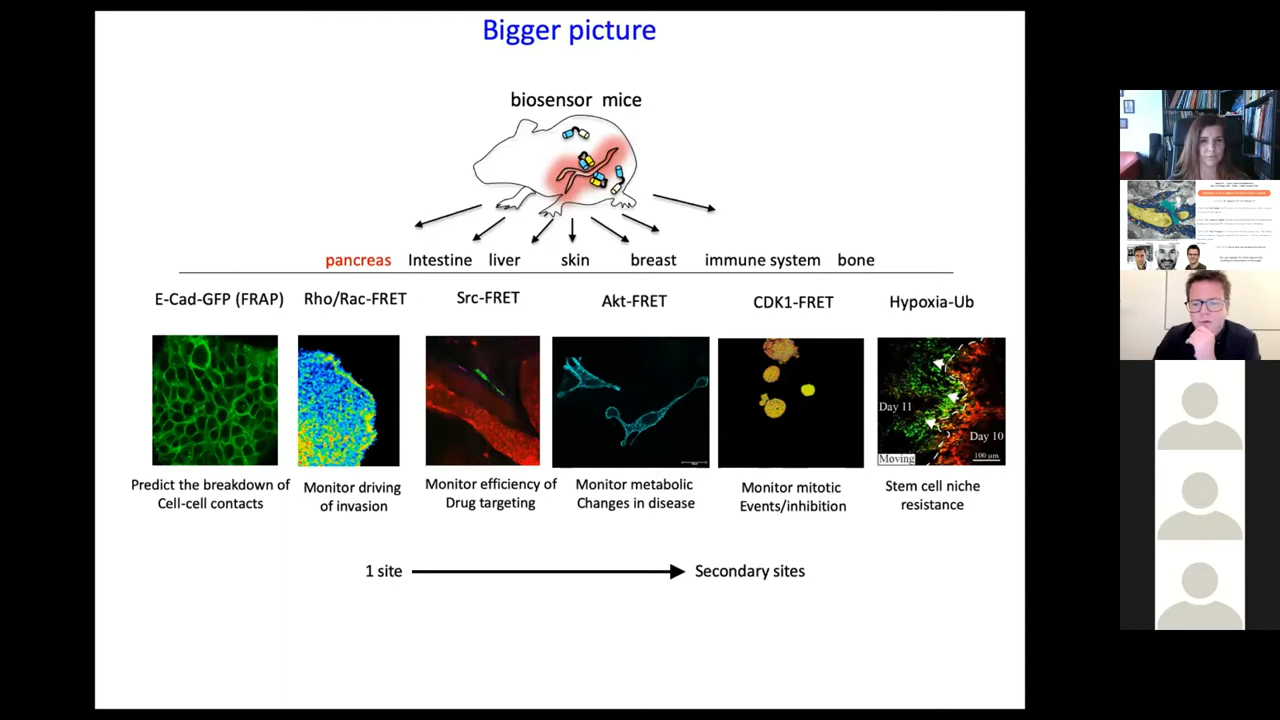 Bigger picture
biosensor mice
pancreas Intestine liver skin breast immune system bone
E-Cad-GFP (FRAP) Rho/Rac-FRET Src-FRET Akt-FRET CDK1-FRET Hypoxia-Ub
Day 11
Day 10
Moving
100 μm
Predict the breakdown of
Cell-cell contacts
Monitor driving
of invasion
Monitor efficiency of
Drug targeting
Monitor metabolic
Changes in disease
Monitor mitotic
Events/inhibition
Stem cell niche
resistance
1 site
Secondary sites